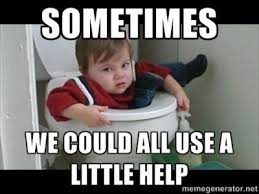 SOMETIMES
WE COULD ALL USE A
LITTLE HELP
memegenerator.net